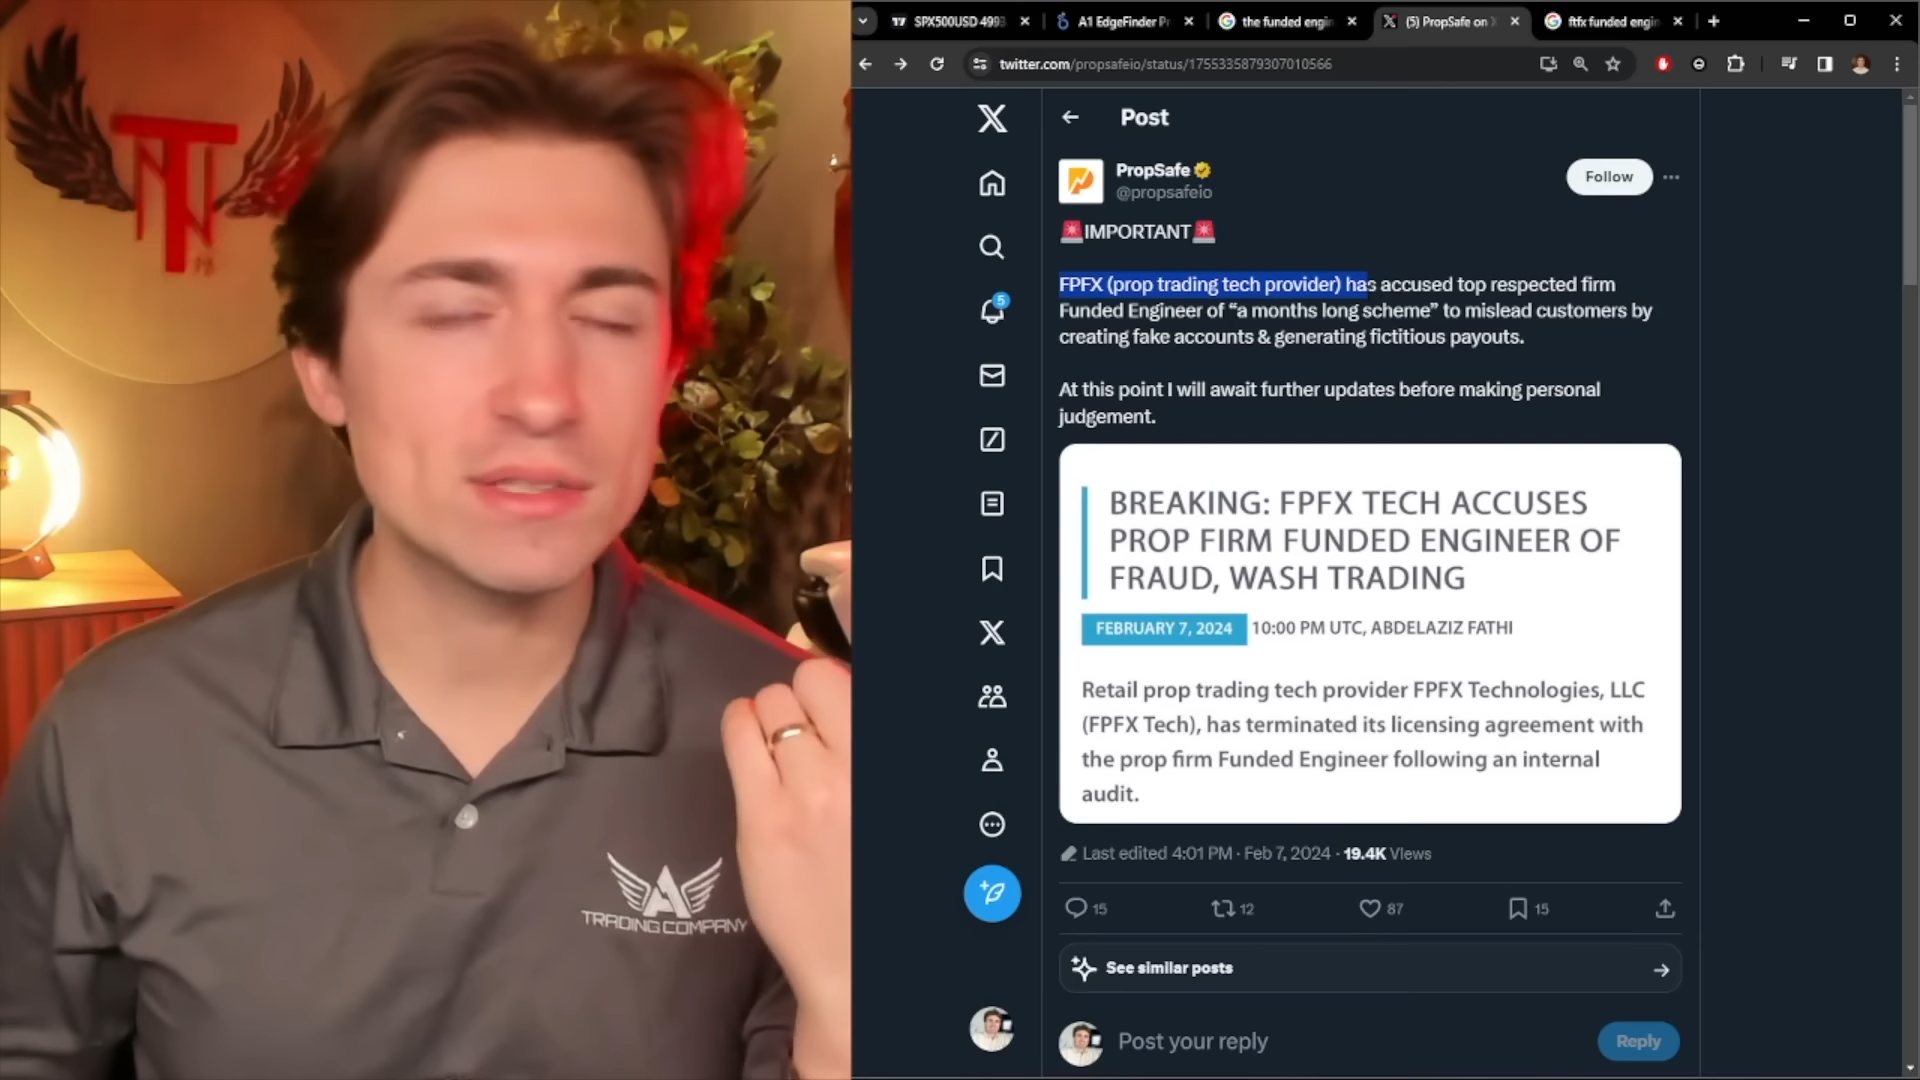 SPX500USD 4993
A1 EdgeFinder Pr
the funded engin
(5) PropSafe on X
ftfx funded engin
twitter.com/propsafeio/status/1755335879307010566
Post
PropSafe
@propsafeio
Follow
5
🚨IMPORTANT🚨
FPFX (prop trading tech provider) has accused top respected firm
Funded Engineer of “a months long scheme” to mislead customers by
creating fake accounts & generating fictitious payouts.
At this point I will await further updates before making personal
judgement.
BREAKING: FPFX TECH ACCUSES
PROP FIRM FUNDED ENGINEER OF
FRAUD, WASH TRADING
FEBRUARY 7, 2024 10:00 PM UTC, ABDELAZIZ FATHI
Retail prop trading tech provider FPFX Technologies, LLC
(FPFX Tech), has terminated its licensing agreement with
the prop firm Funded Engineer following an internal
audit.
Last edited 4:01 PM · Feb 7, 2024 · 19.4K Views
15 12 87 15
See similar posts
Post your reply
Reply
A
TRADING COMPANY